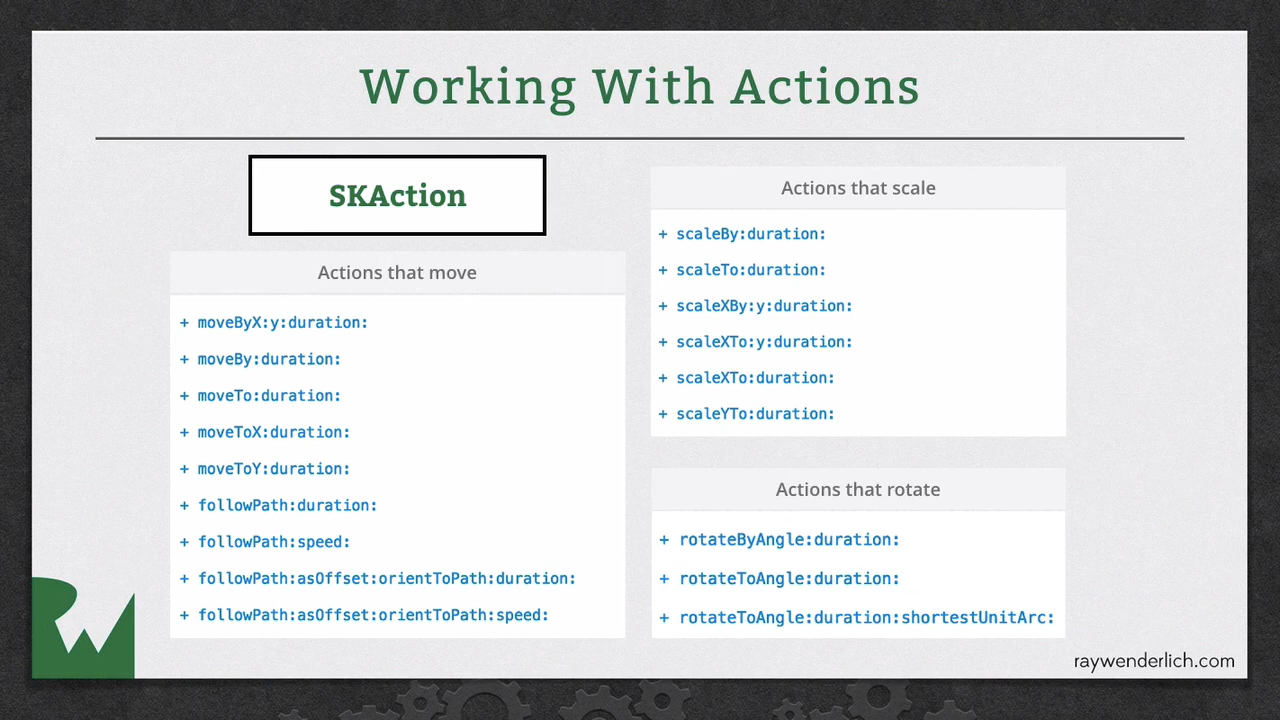 Working With Actions
SKAction
Actions that move
+ moveByX:y:duration:
+ moveBy:duration:
+ moveTo:duration:
+ moveToX:duration:
+ moveToY:duration:
+ followPath:duration:
+ followPath:speed:
+ followPath:asOffset:orientToPath:duration:
+ followPath:asOffset:orientToPath:speed:
Actions that scale
+ scaleBy:duration:
+ scaleTo:duration:
+ scaleXBy:y:duration:
+ scaleXTo:y:duration:
+ scaleXTo:duration:
+ scaleYTo:duration:
Actions that rotate
+ rotateByAngle:duration:
+ rotateToAngle:duration:
+ rotateToAngle:duration:shortestUnitArc:
RW
raywenderlich.com